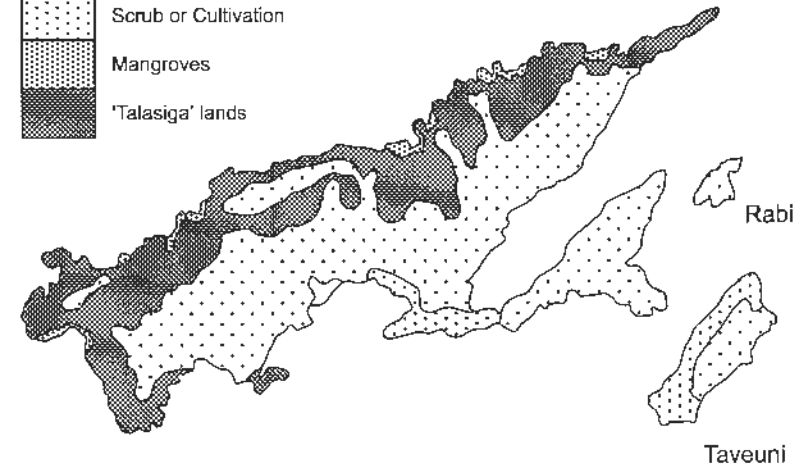 Scrub or Cultivation
Mangroves
'Talasiga' lands
Rabi
Taveuni